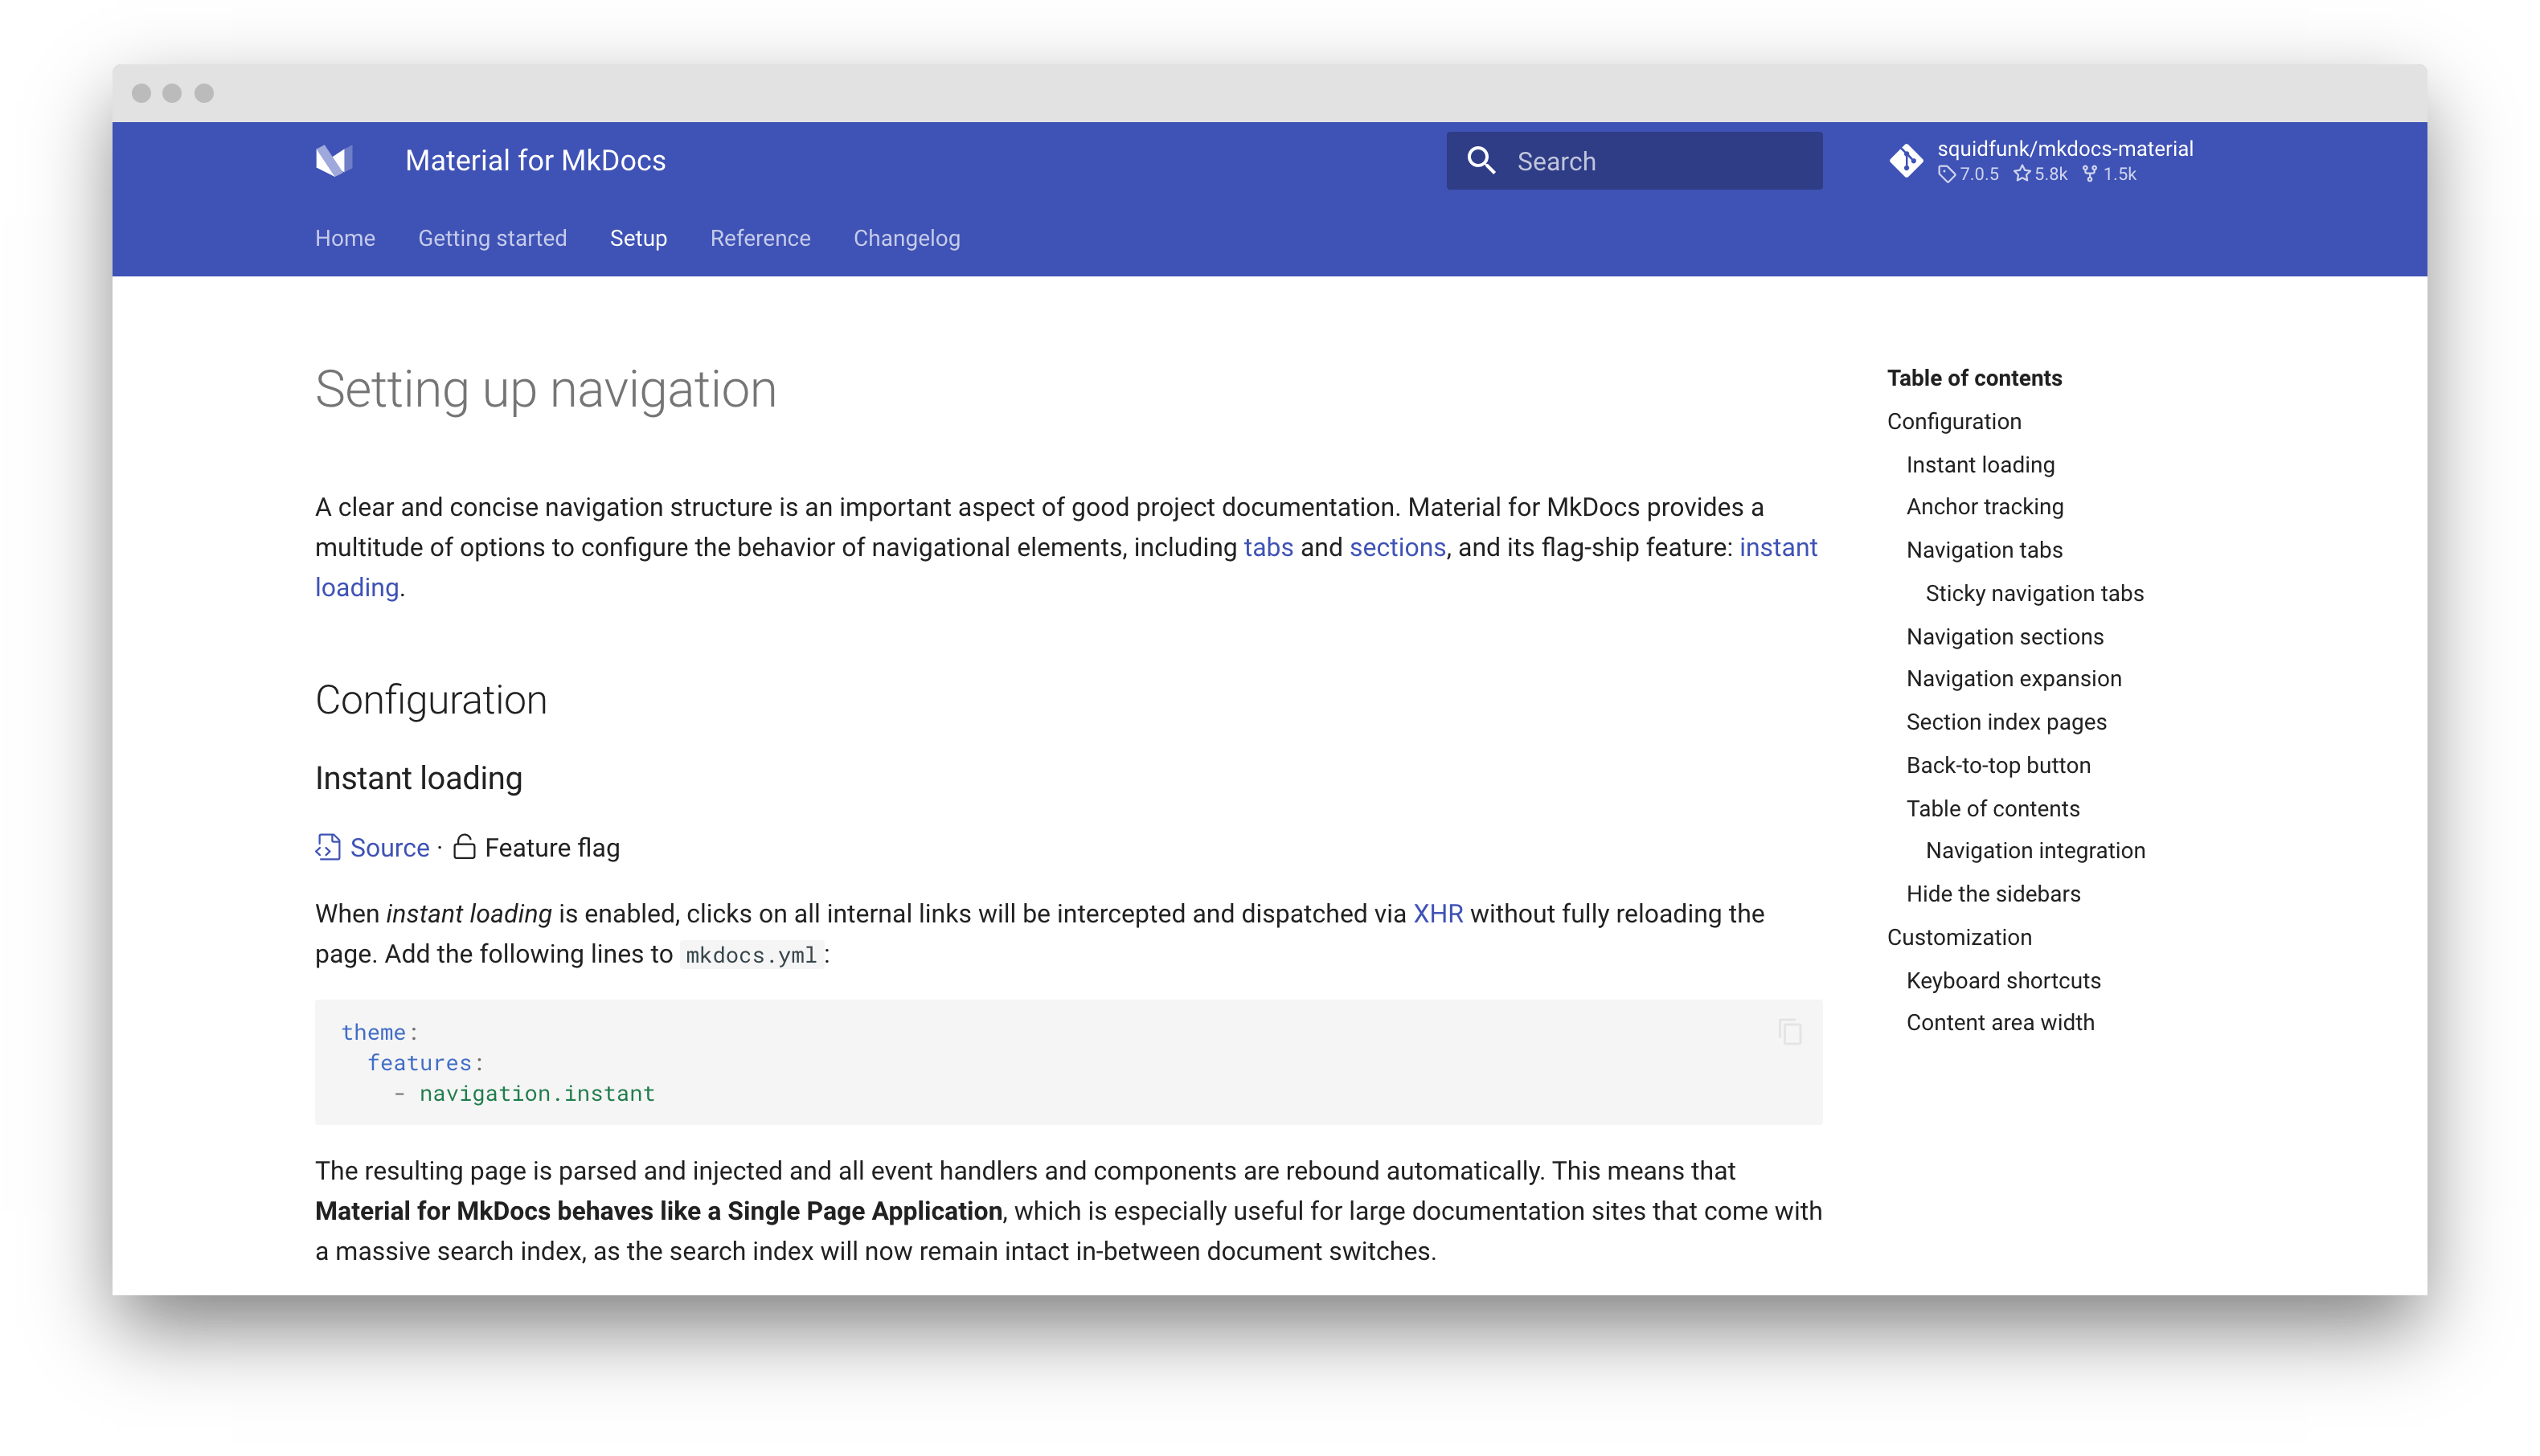 Material for MkDocs
Search
squidfunk/mkdocs-material
7.0.5 5.8k 1.5k
Home Getting started Setup Reference Changelog
Setting up navigation
A clear and concise navigation structure is an important aspect of good project documentation. Material for MkDocs provides a
multitude of options to configure the behavior of navigational elements, including tabs and sections, and its flag-ship feature: instant
loading.
Configuration
Instant loading
Source · Feature flag
When instant loading is enabled, clicks on all internal links will be intercepted and dispatched via XHR without fully reloading the
page. Add the following lines to mkdocs.yml:
theme:
  features:
    - navigation.instant
The resulting page is parsed and injected and all event handlers and components are rebound automatically. This means that
Material for MkDocs behaves like a Single Page Application, which is especially useful for large documentation sites that come with
a massive search index, as the search index will now remain intact in-between document switches.
Table of contents
Configuration
Instant loading
Anchor tracking
Navigation tabs
Sticky navigation tabs
Navigation sections
Navigation expansion
Section index pages
Back-to-top button
Table of contents
Navigation integration
Hide the sidebars
Customization
Keyboard shortcuts
Content area width